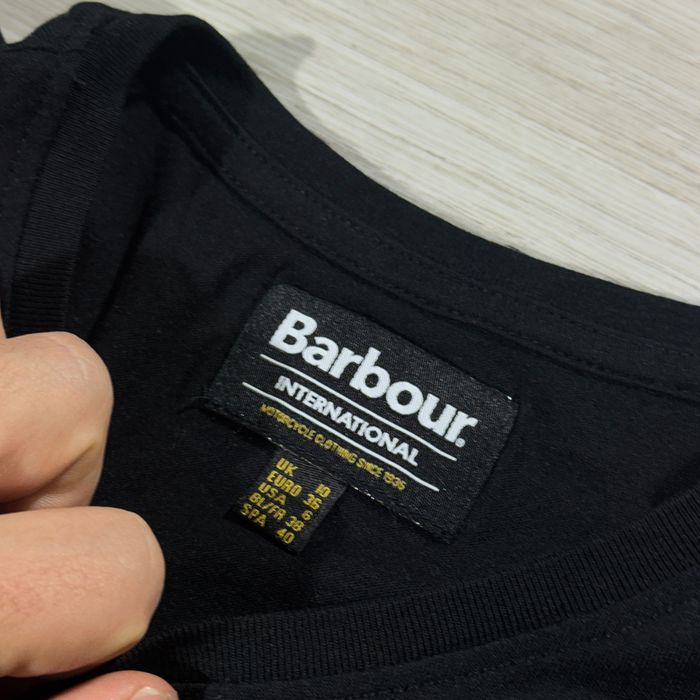 Barbour.
INTERNATIONAL
MOTORCYCLE CLOTHING SINCE 1936
UK 10
EURO 36
USA 6
BL/FR 38
SPA 40